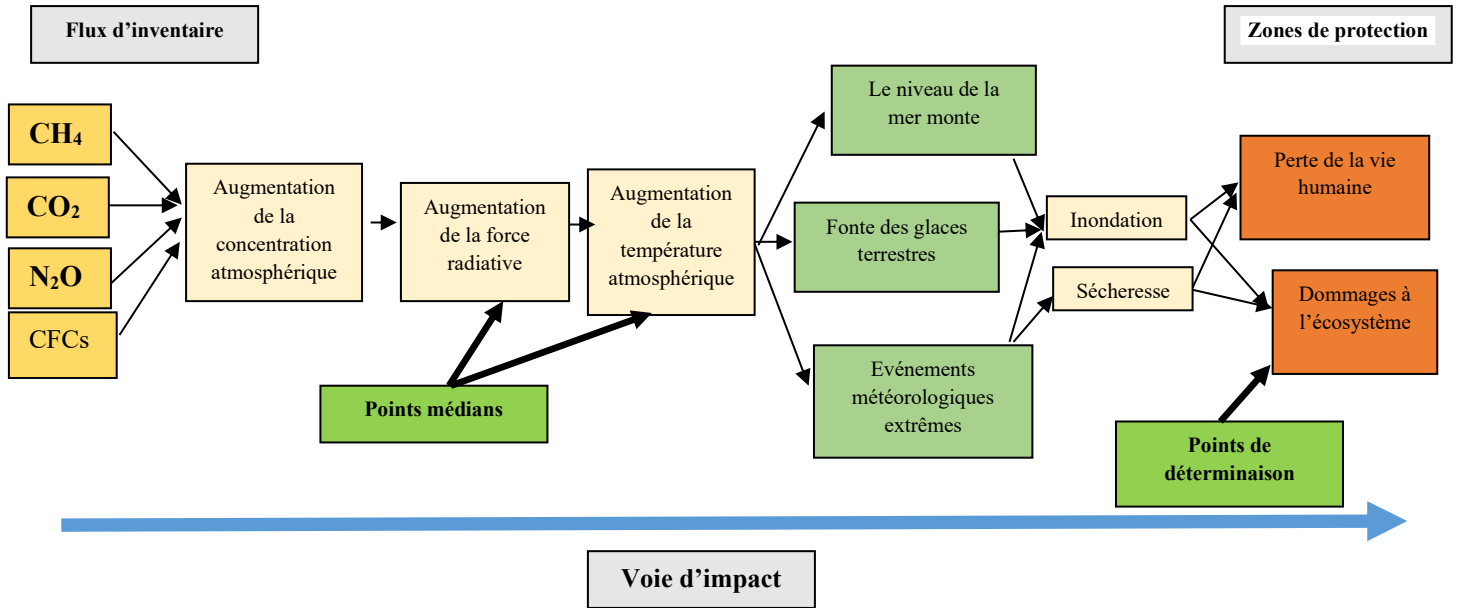 Flux d’inventaire
Zones de protection
CH4
CO2
N2O
CFCs
Augmentation
de la
concentration
atmosphérique
Augmentation
de la force
radiative
Augmentation
de la
température
atmosphérique
Le niveau de la
mer monte
Fonte des glaces
terrestres
Evénements
météorologiques
extrêmes
Inondation
Sécheresse
Perte de la vie
humaine
Dommages à
l’écosystème
Points médians
Points de
déterminaison
Voie d’impact